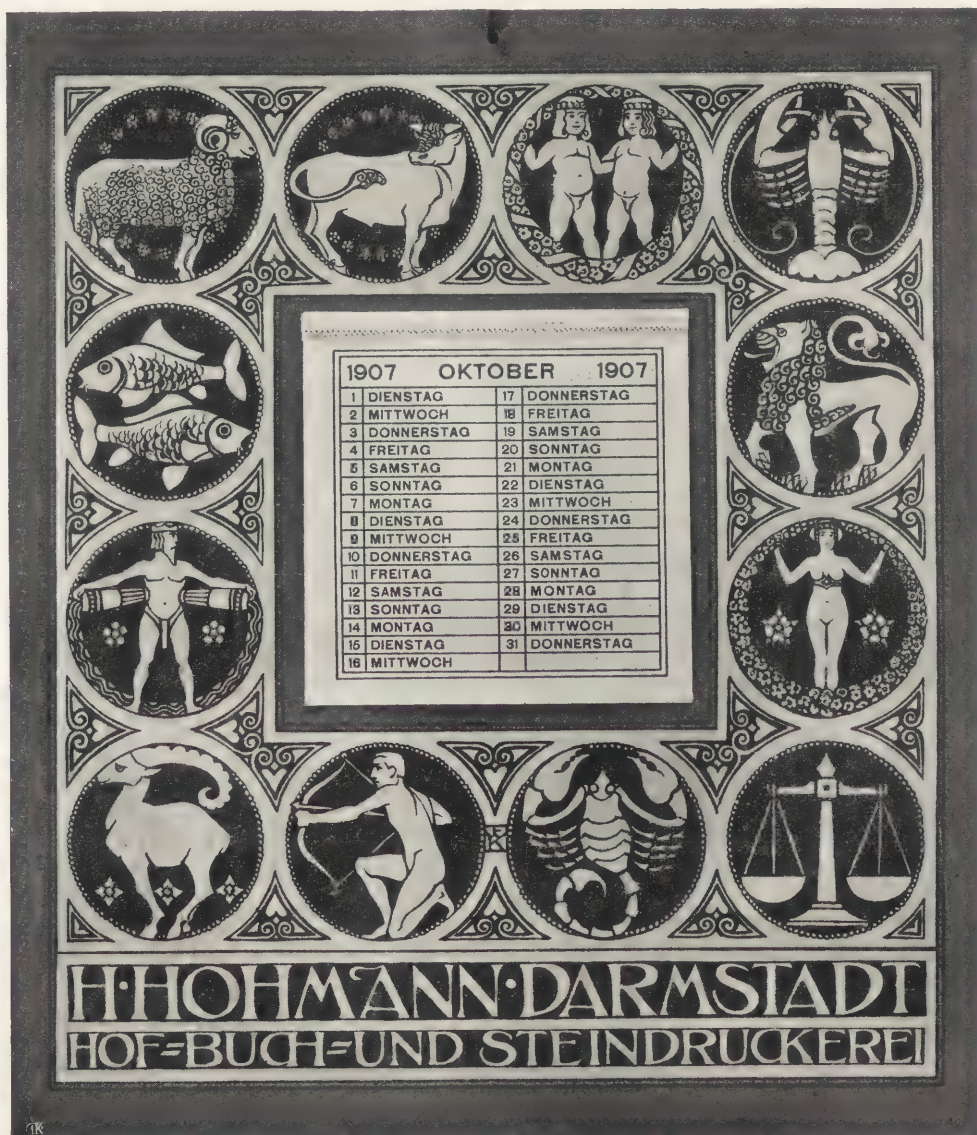 1907 OKTOBER 1907
1 DIENSTAG 17 DONNERSTAG
2 MITTWOCH 18 FREITAG
3 DONNERSTAG 19 SAMSTAG
4 FREITAG 20 SONNTAG
5 SAMSTAG 21 MONTAG
6 SONNTAG 22 DIENSTAG
7 MONTAG 23 MITTWOCH
8 DIENSTAG 24 DONNERSTAG
9 MITTWOCH 25 FREITAG
10 DONNERSTAG 26 SAMSTAG
11 FREITAG 27 SONNTAG
12 SAMSTAG 28 MONTAG
13 SONNTAG 29 DIENSTAG
14 MONTAG 30 MITTWOCH
15 DIENSTAG 31 DONNERSTAG
16 MITTWOCH
H·HOHMANN·DARMSTADT
HOF=BUCH=UND STEINDRUCKEREI